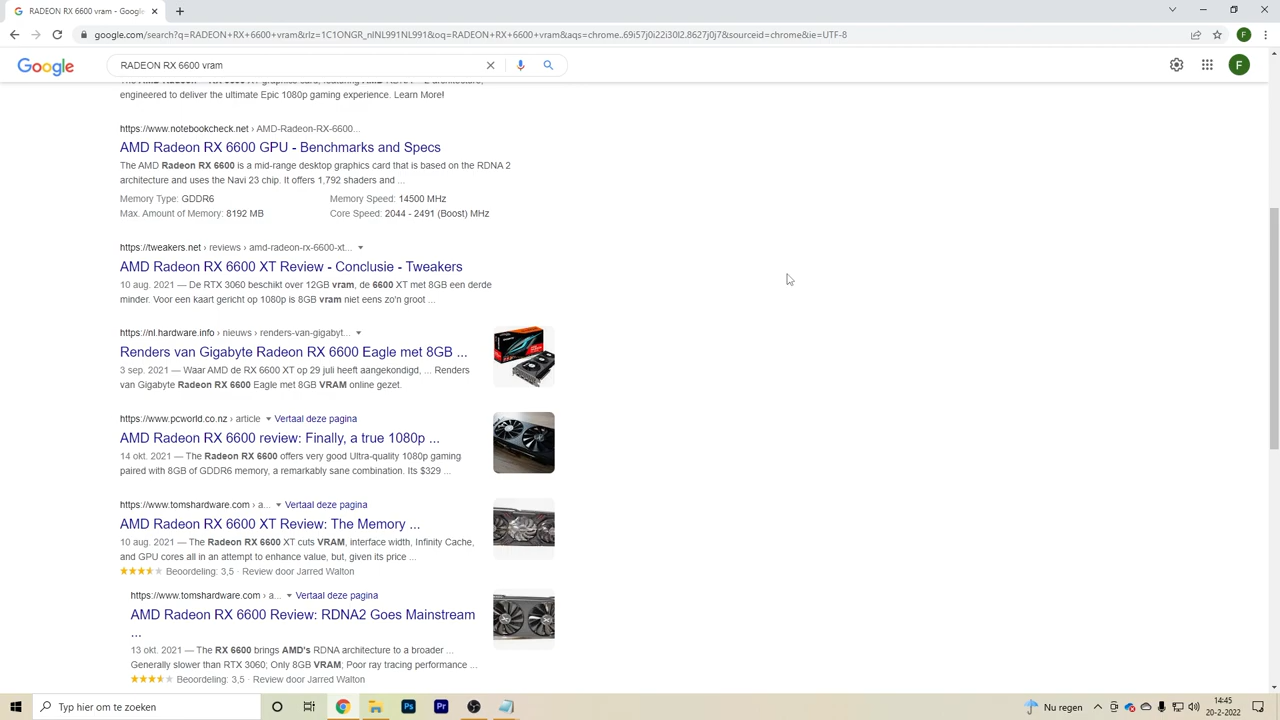 RADEON RX 6600 vram - Google
google.com/search?q=RADEON+RX+6600+vram&rlz=1C1ONGR_nlNL991NL991&oq=RADEON+RX+6600+vram&aqs=chrome..69i57j0i22i30l2.8627j0j7&sourceid=chrome&ie=UTF-8
F
Google
RADEON RX 6600 vram
F
engineered to deliver the ultimate Epic 1080p gaming experience. Learn More!
https://www.notebookcheck.net › AMD-Radeon-RX-6600...
AMD Radeon RX 6600 GPU - Benchmarks and Specs
The AMD Radeon RX 6600 is a mid-range desktop graphics card that is based on the RDNA 2
architecture and uses the Navi 23 chip. It offers 1,792 shaders and ...
Memory Type: GDDR6 Memory Speed: 14500 MHz
Max. Amount of Memory: 8192 MB Core Speed: 2044 - 2491 (Boost) MHz
https://tweakers.net › reviews › amd-radeon-rx-6600-xt...
AMD Radeon RX 6600 XT Review - Conclusie - Tweakers
10 aug. 2021 — De RTX 3060 beschikt over 12GB vram, de 6600 XT met 8GB een derde
minder. Voor een kaart gericht op 1080p is 8GB vram niet eens zo'n groot ...
https://nl.hardware.info › nieuws › renders-van-gigabyt...
Renders van Gigabyte Radeon RX 6600 Eagle met 8GB ...
3 sep. 2021 — Waar AMD de RX 6600 XT op 29 juli heeft aangekondigd, ... Renders
van Gigabyte Radeon RX 6600 Eagle met 8GB VRAM online gezet.
https://www.pcworld.co.nz › article Vertaal deze pagina
AMD Radeon RX 6600 review: Finally, a true 1080p ...
14 okt. 2021 — The Radeon RX 6600 offers very good Ultra-quality 1080p gaming
paired with 8GB of GDDR6 memory, a remarkably sane combination. Its $329 ...
https://www.tomshardware.com › a... Vertaal deze pagina
AMD Radeon RX 6600 XT Review: The Memory ...
10 aug. 2021 — The Radeon RX 6600 XT cuts VRAM, interface width, Infinity Cache,
and GPU cores all in an attempt to enhance value, but, given its price ...
Beoordeling: 3,5 · Review door Jarred Walton
https://www.tomshardware.com › a... Vertaal deze pagina
AMD Radeon RX 6600 Review: RDNA2 Goes Mainstream
...
13 okt. 2021 — The RX 6600 brings AMD's RDNA architecture to a broader ...
Generally slower than RTX 3060; Only 8GB VRAM; Poor ray tracing performance ...
Beoordeling: 3,5 · Review door Jarred Walton
Typ hier om te zoeken
Ps
Pr
Nu regen
14:45
20-2-2022